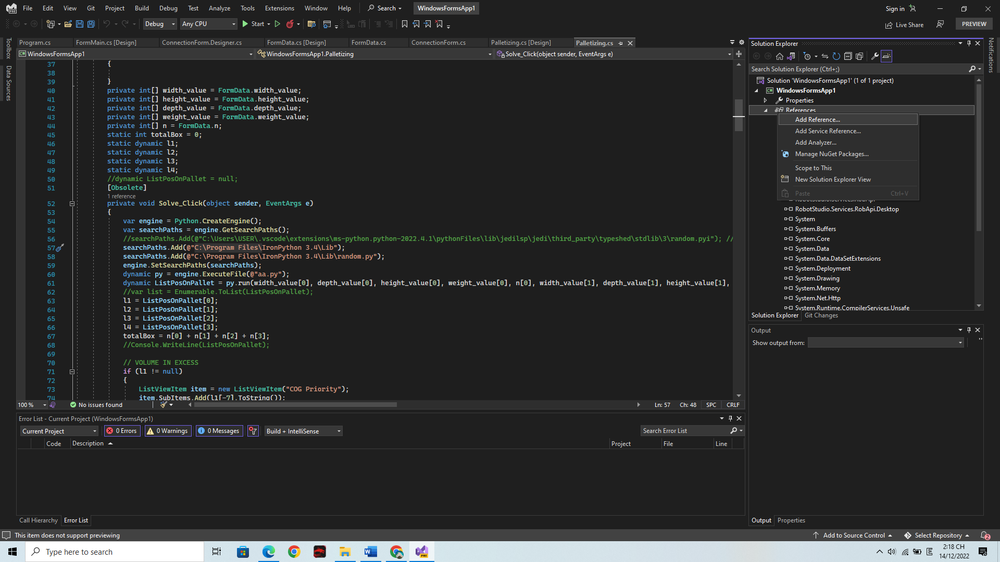 File Edit View Git Project Build Debug Test Analyze Tools Extensions Window Help Search WindowsFormsApp1 Sign in
PRE
Debug Any CPU Start Live Share PREVIEW
Toolbox
Data Sources
Notifications
Program.cs FormMain.cs [Design] ConnectionForm.Designer.cs FormData.cs [Design] FormData.cs ConnectionForm.cs Palletizing.cs [Design] Palletizing.cs
WindowsFormsApp1 WindowsFormsApp1.Palletizing Solve_Click(object sender, EventArgs e)
37 {
38
39 }
40 private int[] width_value = FormData.width_value;
41 private int[] height_value = FormData.height_value;
42 private int[] depth_value = FormData.depth_value;
43 private int[] weight_value = FormData.weight_value;
44 private int[] n = FormData.n;
45 static int totalBox = 0;
46 static dynamic l1;
47 static dynamic l2;
48 static dynamic l3;
49 static dynamic l4;
50 //dynamic ListPosOnPallet = null;
51 [Obsolete]
1 reference
52 private void Solve_Click(object sender, EventArgs e)
53 {
54 var engine = Python.CreateEngine();
55 var searchPaths = engine.GetSearchPaths();
56 //searchPaths.Add(@"C:\Users\USER\.vscode\extensions\ms-python.python-2022.4.1\pythonFiles\lib\jedilsp\jedi\third_party\typeshed\stdlib\3\random.pyi"); //
57 searchPaths.Add(@"C:\Program Files\IronPython 3.4\Lib");
58 searchPaths.Add(@"C:\Program Files\IronPython 3.4\Lib\random.py");
59 engine.SetSearchPaths(searchPaths);
60 dynamic py = engine.ExecuteFile(@"aa.py");
61 dynamic ListPosOnPallet = py.run(width_value[0], depth_value[0], height_value[0], weight_value[0], n[0], width_value[1], depth_value[1], height_value[1],
62 //var list = Enumerable.ToList(ListPosOnPallet);
63 l1 = ListPosOnPallet[0];
64 l2 = ListPosOnPallet[1];
65 l3 = ListPosOnPallet[2];
66 l4 = ListPosOnPallet[3];
67 totalBox = n[0] + n[1] + n[2] + n[3];
68 //Console.WriteLine(ListPosOnPallet);
69
70 // VOLUME IN EXCESS
71 if (l1 != null)
72 {
73 ListViewItem item = new ListViewItem("COG Priority");
74 item.SubItems.Add(l1[-7].ToString());
100 % No issues found Ln: 57 Ch: 48 SPC CRLF
Error List - Current Project (WindowsFormsApp1)
Current Project 0 Errors 0 Warnings 0 Messages Build + IntelliSense Search Error List
Code Description Project File Line
Call Hierarchy Error List
Solution Explorer
Search Solution Explorer (Ctrl+;)
Solution 'WindowsFormsApp1' (1 of 1 project)
C# WindowsFormsApp1
Properties
References
Add Reference...
Add Service Reference...
Add Analyzer...
Manage NuGet Packages...
Scope to This
New Solution Explorer View
Paste Ctrl+V
RobotStudio.Services.RobApi
RobotStudio.Services.RobApi.Desktop
System
System.Buffers
System.Core
System.Data
System.Data.DataSetExtensions
System.Deployment
System.Drawing
System.Memory
System.Net.Http
System.Runtime.CompilerServices.Unsafe
Solution Explorer Git Changes
Output
Show output from:
Output Properties
This item does not support previewing Add to Source Control Select Repository 2
Type here to search PRE 2:18 CH
14/12/2022